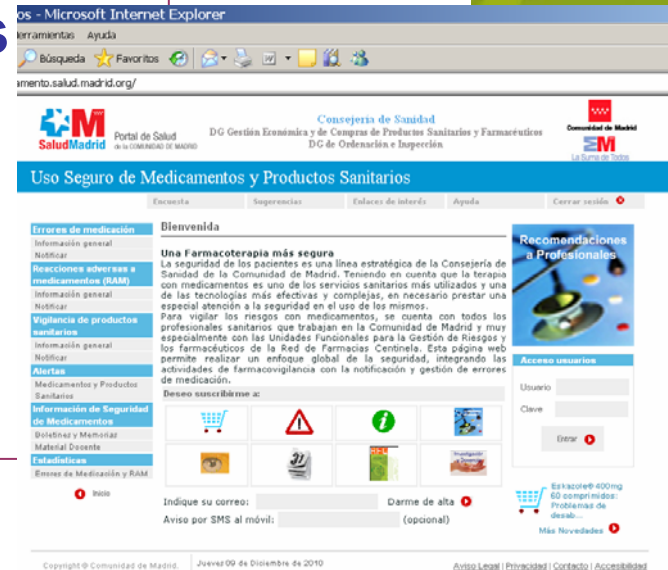 os - Microsoft Internet Explorer
erramientas Ayuda
Búsqueda Favoritos
amento.salud.madrid.org/
SaludMadrid
Portal de Salud
de la COMUNIDAD DE MADRID
Consejería de Sanidad
DG Gestión Económica y de Compras de Productos Sanitarios y Farmacéuticos
DG de Ordenación e Inspección
Comunidad de Madrid
EM
La Suma de Todos
Uso Seguro de Medicamentos y Productos Sanitarios
Encuesta Sugerencias Enlaces de interés Ayuda Cerrar sesión
Errores de medicación
Información general
Notificar
Reacciones adversas a
medicamentos (RAM)
Información general
Notificar
Vigilancia de productos
sanitarios
Información general
Notificar
Alertas
Medicamentos y Productos
Sanitarios
Información de Seguridad
de Medicamentos
Boletines y Memorias
Material Docente
Estadísticas
Errores de Medicación y RAM
Inicio
Bienvenida
Una Farmacoterapia más segura
La seguridad de los pacientes es una línea estratégica de la Consejería de
Sanidad de la Comunidad de Madrid. Teniendo en cuenta que la terapia
con medicamentos es uno de los servicios sanitarios más utilizados y una
de las tecnologías más efectivas y complejas, en necesario prestar una
especial atención a la seguridad en el uso de los mismos.
Para vigilar los riesgos con medicamentos, se cuenta con todos los
profesionales sanitarios que trabajan en la Comunidad de Madrid y muy
especialmente con las Unidades Funcionales para la Gestión de Riesgos y
los farmacéuticos de la Red de Farmacias Centinela. Esta página web
permite realizar un enfoque global de la seguridad, integrando las
actividades de farmacovigilancia con la notificación y gestión de errores
de medicación.
Deseo suscribirme a:
Indique su correo: Darme de alta
Aviso por SMS al móvil: (opcional)
Recomendaciones
a Profesionales
Acceso usuarios
Usuario
Clave
Entrar
Eskazole® 400mg
60 comprimidos:
Problemas de
desab...
Más Novedades
Copyright © Comunidad de Madrid. Jueves 09 de Diciembre de 2010 Aviso Legal | Privacidad | Contacto | Accesibilidad